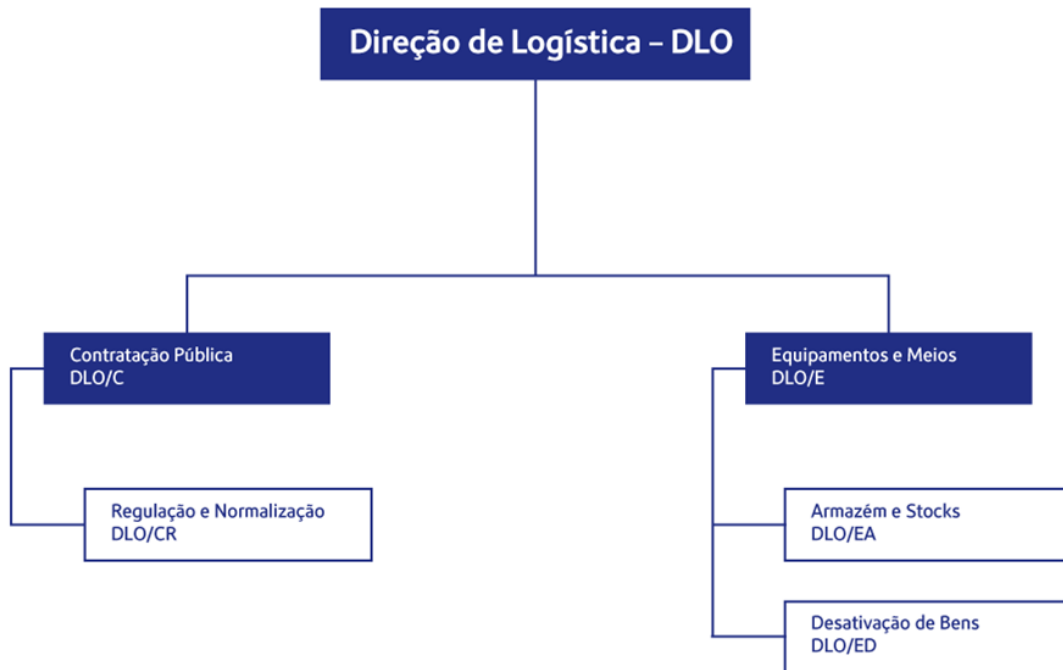 Direção de Logística – DLO
Contratação Pública
DLO/C
Equipamentos e Meios
DLO/E
Regulação e Normalização
DLO/CR
Armazém e Stocks
DLO/EA
Desativação de Bens
DLO/ED